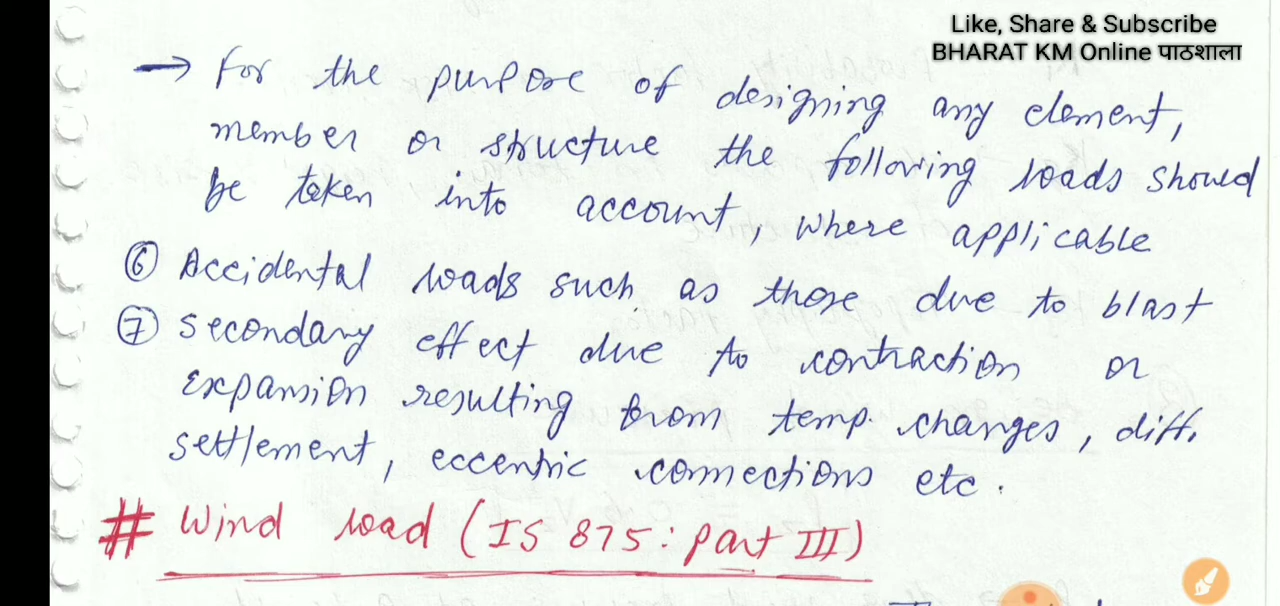 Like, Share & Subscribe
BHARAT KM Online पाठशाला
→ For the purpose of designing any element,
member or structure the following loads should
be taken into account, where applicable
⑥ Accidental loads such as those due to blast
⑦ Secondary effect due to contraction or
expansion resulting from temp. changes, diff.
settlement, eccentric connections etc.
# Wind load (IS 875: part III)